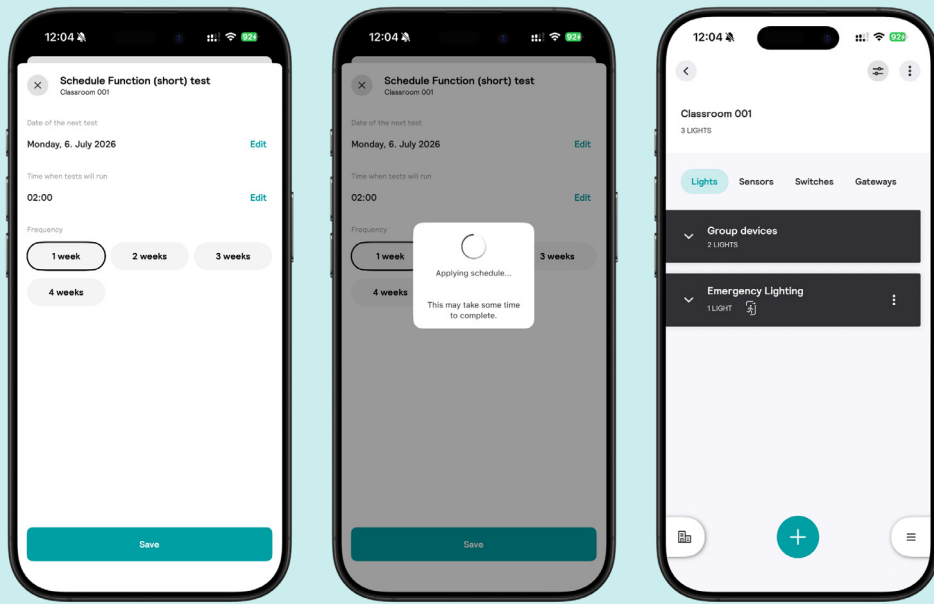 12:04
92
Schedule Function (short) test
Classroom 001
Date of the next test
Monday, 6. July 2026
Edit
Time when tests will run
02:00
Edit
Frequency
1 week
2 weeks
3 weeks
4 weeks
Save
12:04
92
Schedule Function (short) test
Classroom 001
Date of the next test
Monday, 6. July 2026
Edit
Time when tests will run
02:00
Edit
Frequency
1 week
3 weeks
4 weeks
Applying schedule...
This may take some time
to complete.
Save
12:04
92
Classroom 001
3 LIGHTS
Lights
Sensors
Switches
Gateways
Group devices
2 LIGHTS
Emergency Lighting
1 LIGHT